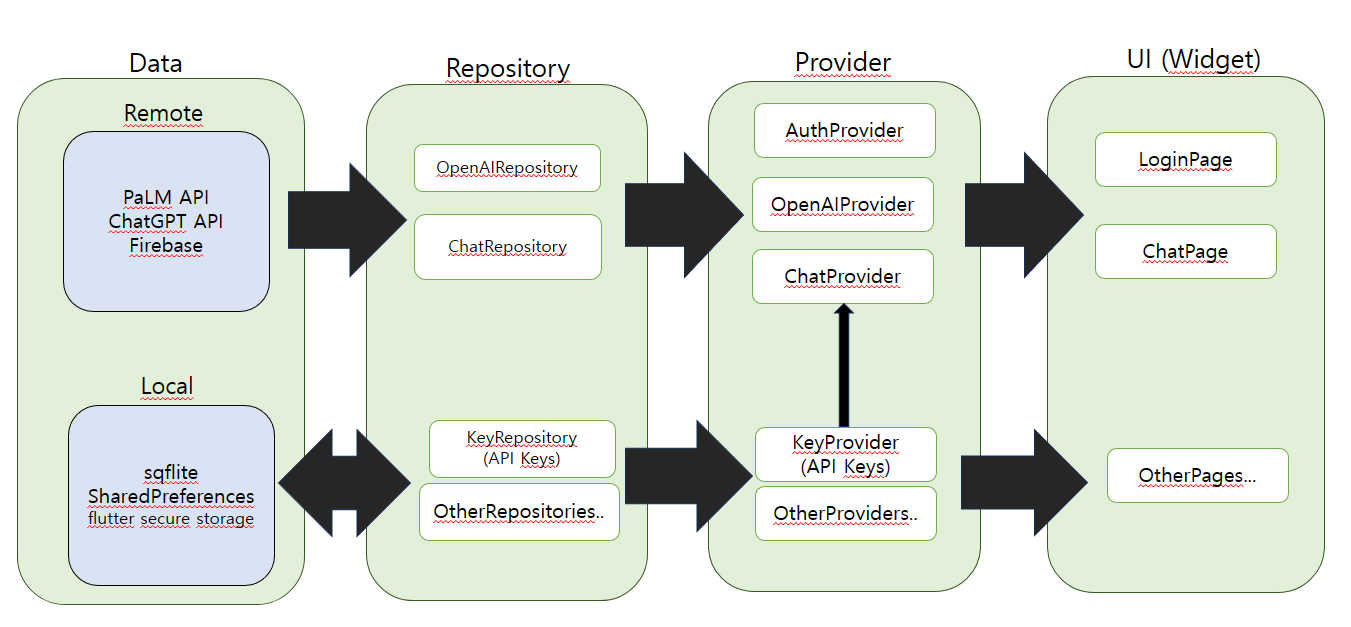 Data
Remote
PaLM API
ChatGPT API
Firebase
Local
sqflite
SharedPreferences
flutter secure storage
Repository
OpenAIRepository
ChatRepository
KeyRepository
(API Keys)
OtherRepositories..
Provider
AuthProvider
OpenAIProvider
ChatProvider
KeyProvider
(API Keys)
OtherProviders..
UI (Widget)
LoginPage
ChatPage
OtherPages...